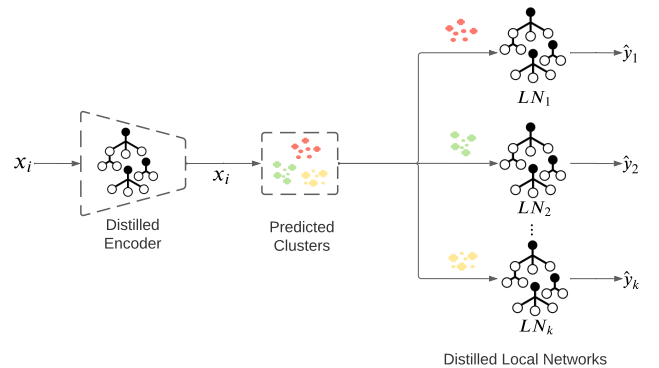 x_i
Distilled
Encoder
x_i
Predicted
Clusters
LN_1
ŷ_1
LN_2
ŷ_2
⋮
LN_k
ŷ_k
Distilled Local Networks